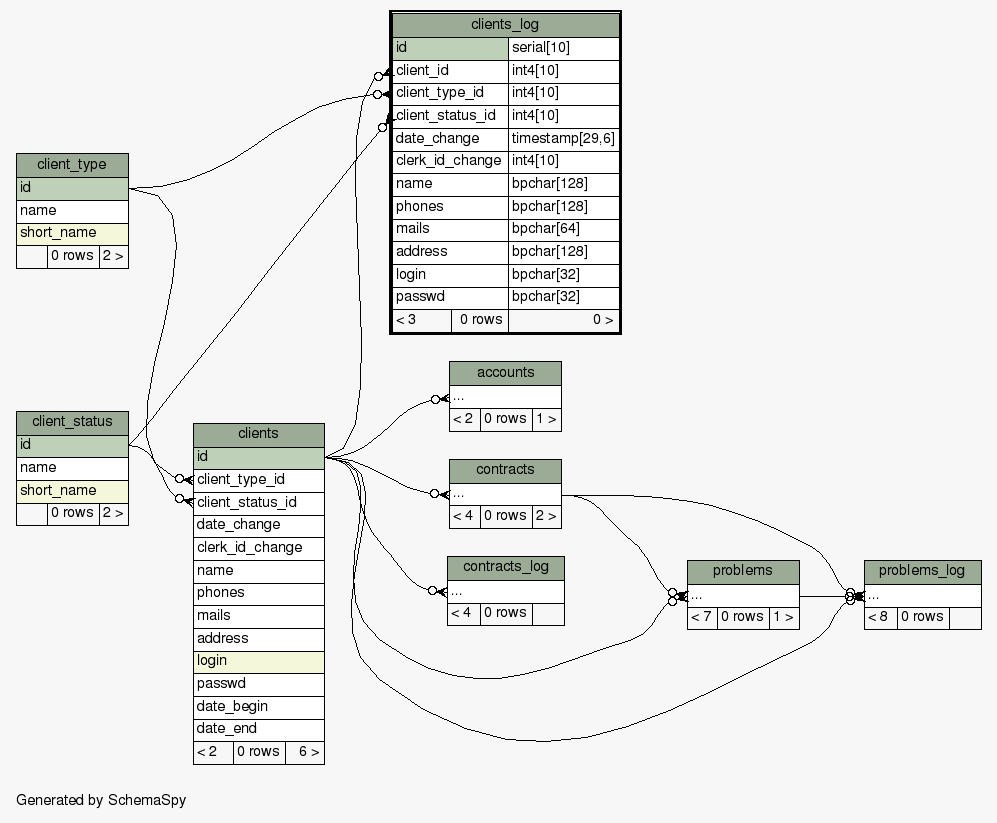 clients_log
id serial[10]
client_id int4[10]
client_type_id int4[10]
client_status_id int4[10]
date_change timestamp[29,6]
clerk_id_change int4[10]
name bpchar[128]
phones bpchar[128]
mails bpchar[64]
address bpchar[128]
login bpchar[32]
passwd bpchar[32]
< 3 0 rows 0 >
client_type
id
name
short_name
0 rows 2 >
client_status
id
name
short_name
0 rows 2 >
clients
id
client_type_id
client_status_id
date_change
clerk_id_change
name
phones
mails
address
login
passwd
date_begin
date_end
< 2 0 rows 6 >
accounts
...
< 2 0 rows 1 >
contracts
...
< 4 0 rows 2 >
contracts_log
...
< 4 0 rows
problems
...
< 7 0 rows 1 >
problems_log
...
< 8 0 rows
Generated by SchemaSpy